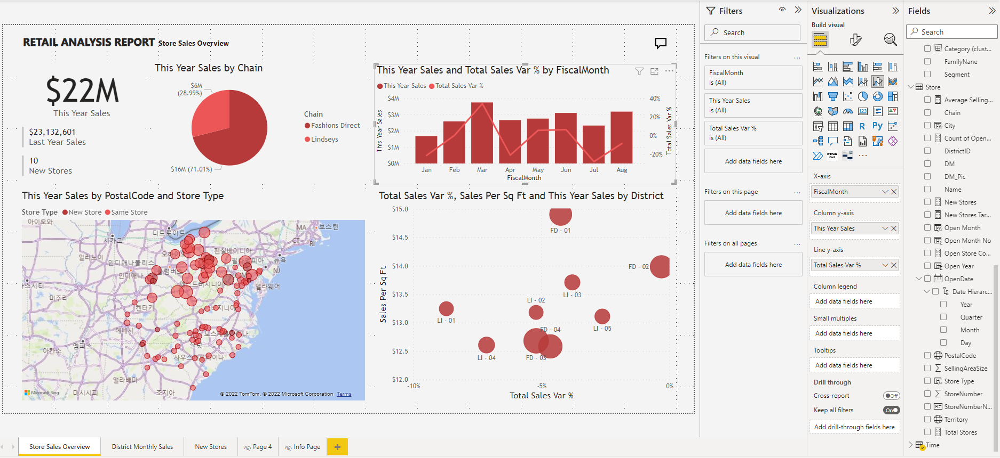 RETAIL ANALYSIS REPORT Store Sales Overview
$22M
This Year Sales
$23,132,601
Last Year Sales
10
New Stores
This Year Sales by Chain
$6M
(28.99%)
$16M (71.01%)
Chain
Fashions Direct
Lindseys
This Year Sales and Total Sales Var % by FiscalMonth
This Year Sales Total Sales Var %
This Year Sales
$4M
$3M
$2M
$1M
$0M
40%
20%
0%
-20%
Total Sales Var %
Jan Feb Mar Apr May Jun Jul Aug
FiscalMonth
This Year Sales by PostalCode and Store Type
Store Type New Store Same Store
아이오와
디트로이트
MA 보스턴
시카고
CT
RI
오하이오
펜실베이니아
일리노이
인디애나폴리스
필라델피아
뉴욕
NJ
인디애나
콜럼버스
웨스트버지니아
델라웨어
미주리
켄터키
버지니아
테네시
멤피스
아칸소
샬럿
앨라배마
미시시피
조지아
Microsoft Bing
© 2022 TomTom, © 2022 Microsoft Corporation Terms
Total Sales Var %, Sales Per Sq Ft and This Year Sales by District
Sales Per Sq Ft
$15.0
$14.5
$14.0
$13.5
$13.0
$12.5
$12.0
FD - 01
FD - 02
LI - 03
LI - 02
LI - 01
LI - 05
FD - 04
LI - 04
FD - 03
-10% -5% 0%
Total Sales Var %
Store Sales Overview District Monthly Sales New Stores Page 4 Info Page +
Filters
Search
Filters on this visual ...
FiscalMonth
is (All)
This Year Sales
is (All)
Total Sales Var %
is (All)
Add data fields here
Filters on this page ...
Add data fields here
Filters on all pages ...
Add data fields here
Visualizations
Build visual
123
R Py
Ultimate
Card
...
X-axis
FiscalMonth
Column y-axis
This Year Sales
Line y-axis
Total Sales Var %
Column legend
Add data fields here
Small multiples
Add data fields here
Tooltips
Add data fields here
Drill through
Cross-report Off
Keep all filters On
Add drill-through fields here
Fields
Search
Category (clust...
FamilyNane
Segment
Store
Average Selling...
Chain
City
Count of Open...
DistrictID
DM
DM_Pic
Name
New Stores
New Stores Tar...
Open Month
Open Month No
Open Store Co...
Open Year
OpenDate
Date Hierarc...
Year
Quarter
Month
Day
PostalCode
SellingAreaSize
Store Type
StoreNumber
StoreNumberN...
Territory
Total Stores
Time